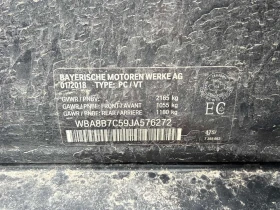 BAYERISCHE MOTOREN WERKE AG
01/2018 TYPE: PC / VT
GVWR / PNBV: 2185 kg
GAWR / PNBE: FRONT / AVANT 1055 kg
GAWR / PNBE: REAR / ARRIERE 1180 kg
WBA8B7C59JA576272
EC